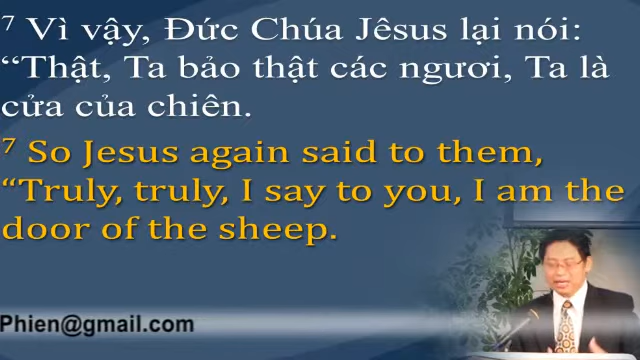 7 Vì vậy, Đức Chúa Jêsus lại nói:
“Thật, Ta bảo thật các ngươi, Ta là
cửa của chiên.
7 So Jesus again said to them,
“Truly, truly, I say to you, I am the
door of the sheep.
Phien@gmail.com